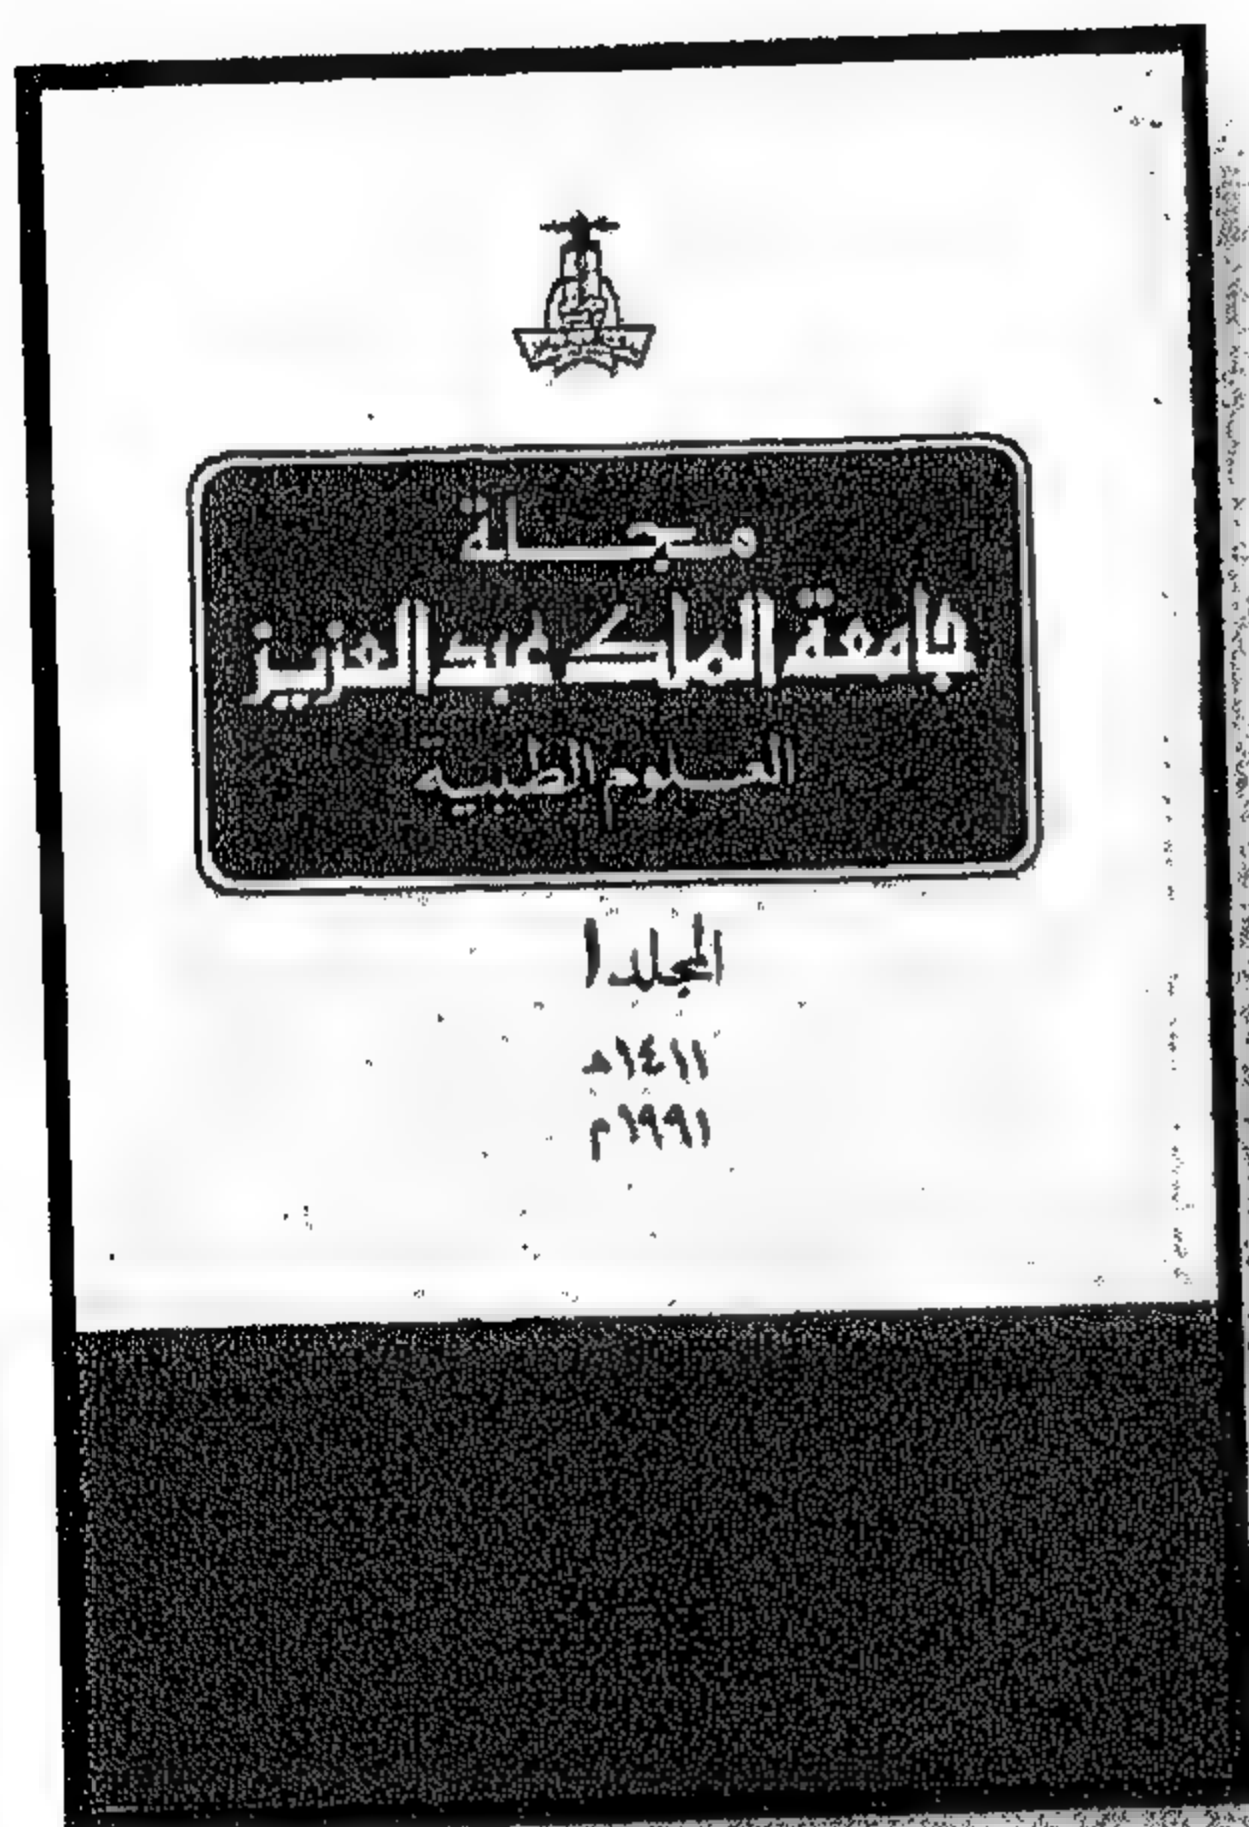 مجلة
جامعة الملك عبد العزيز
العلوم الطبية
المجلد ١
١٤١١هـ
١٩٩١م